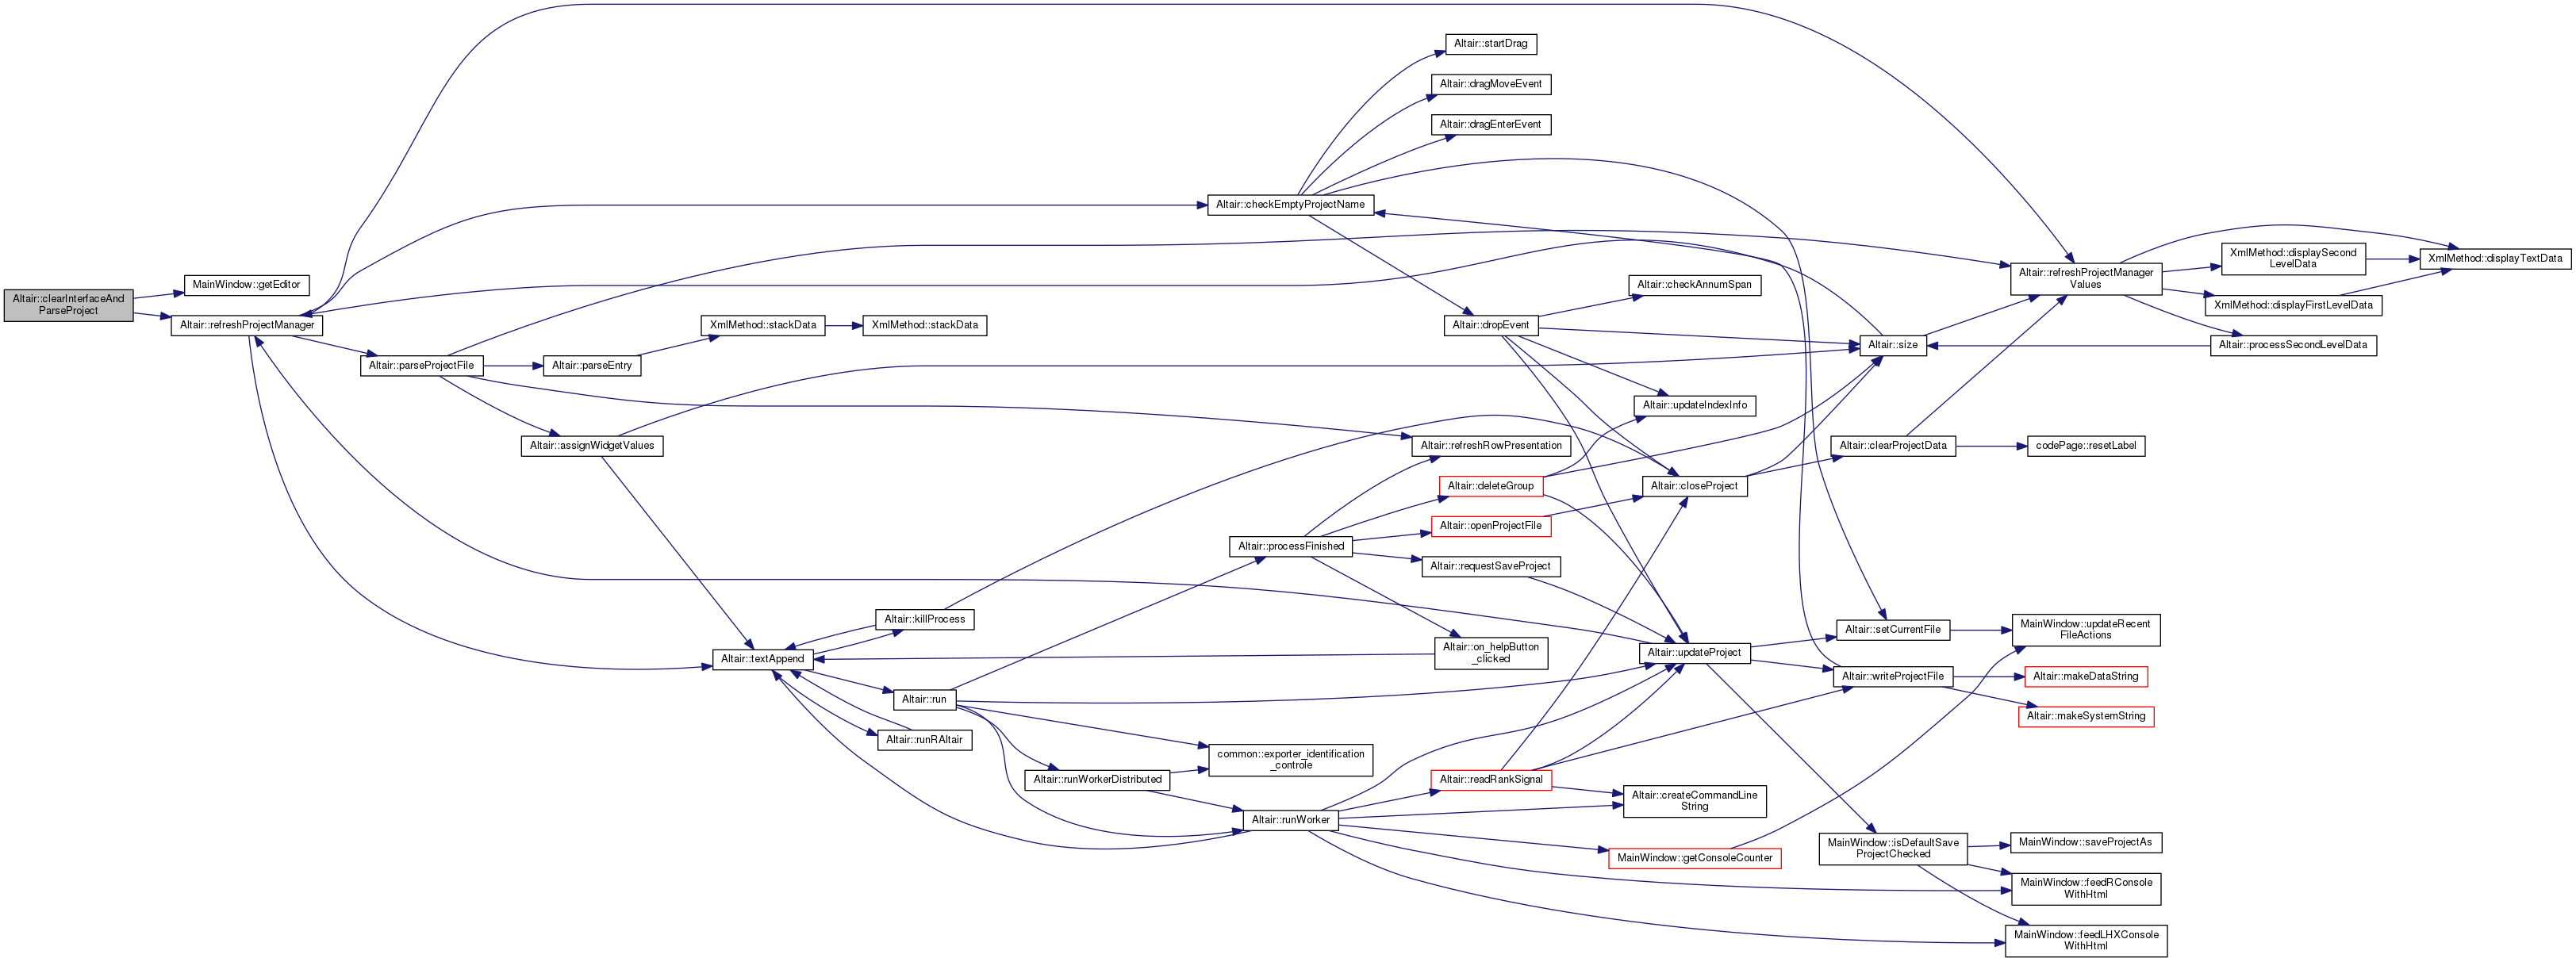 Altair::clearInterfaceAnd
ParseProject
MainWindow::getEditor
Altair::refreshProjectManager
Altair::parseProjectFile
Altair::parseEntry
XmlMethod::stackData
XmlMethod::stackData
Altair::assignWidgetValues
Altair::textAppend
Altair::killProcess
Altair::run
Altair::runRAltair
Altair::runWorkerDistributed
Altair::checkEmptyProjectName
Altair::processFinished
common::exporter_identification
_controle
Altair::runWorker
Altair::startDrag
Altair::dragMoveEvent
Altair::dragEnterEvent
Altair::dropEvent
Altair::refreshRowPresentation
Altair::deleteGroup
Altair::openProjectFile
Altair::requestSaveProject
Altair::on_helpButton
_clicked
Altair::readRankSignal
Altair::checkAnnumSpan
Altair::updateIndexInfo
Altair::closeProject
Altair::updateProject
Altair::createCommandLine
String
MainWindow::getConsoleCounter
Altair::size
Altair::clearProjectData
Altair::setCurrentFile
Altair::writeProjectFile
MainWindow::isDefaultSave
ProjectChecked
Altair::refreshProjectManager
Values
codePage::resetLabel
MainWindow::updateRecent
FileActions
Altair::makeDataString
Altair::makeSystemString
MainWindow::saveProjectAs
MainWindow::feedRConsole
WithHtml
MainWindow::feedLHXConsole
WithHtml
XmlMethod::displaySecond
LevelData
XmlMethod::displayFirstLevelData
Altair::processSecondLevelData
XmlMethod::displayTextData